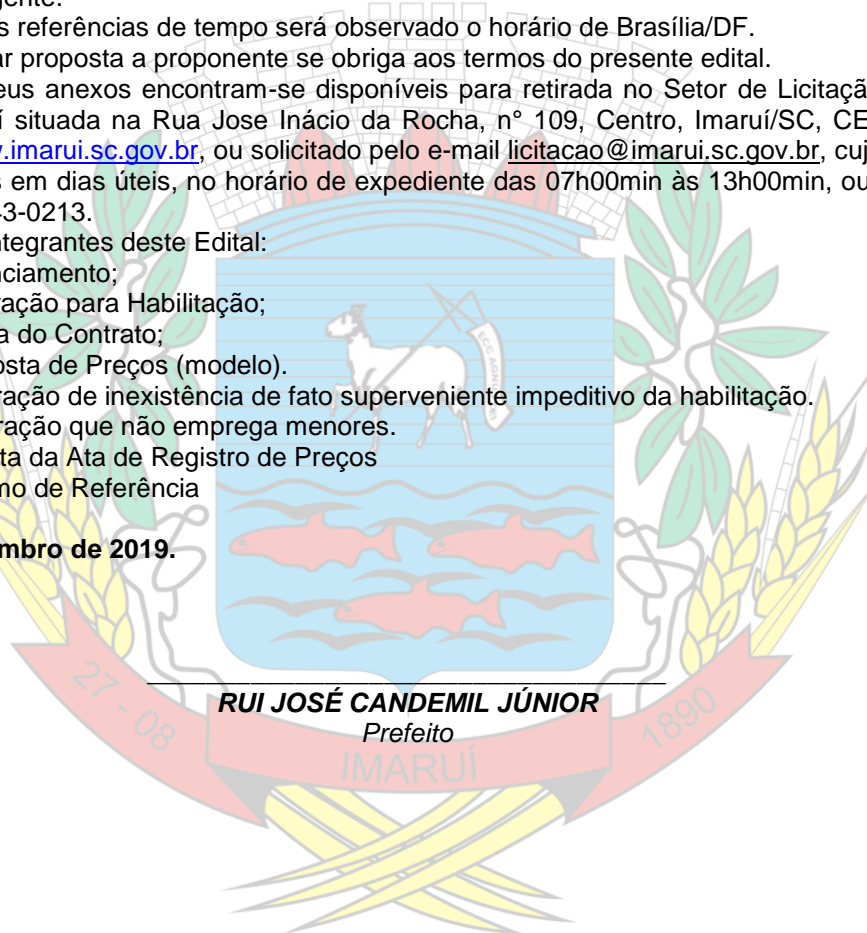 gente.
s referências de tempo será observado o horário de Brasília/DF.
ar proposta a proponente se obriga aos termos do presente edital.
eus anexos encontram-se disponíveis para retirada no Setor de Licitaçã
í situada na Rua Jose Inácio da Rocha, n° 109, Centro, Imaruí/SC, CE
.imarui.sc.gov.br, ou solicitado pelo e-mail licitacao@imarui.sc.gov.br, cuj
s em dias úteis, no horário de expediente das 07h00min às 13h00min, ou
43-0213.
ntegrantes deste Edital:
nciamento;
ração para Habilitação;
a do Contrato;
osta de Preços (modelo).
ração de inexistência de fato superveniente impeditivo da habilitação.
ração que não emprega menores.
ta da Ata de Registro de Preços
mo de Referência
mbro de 2019.
RUI JOSÉ CANDEMIL JÚNIOR
Prefeito
27 - 08
IMARUÍ
1890